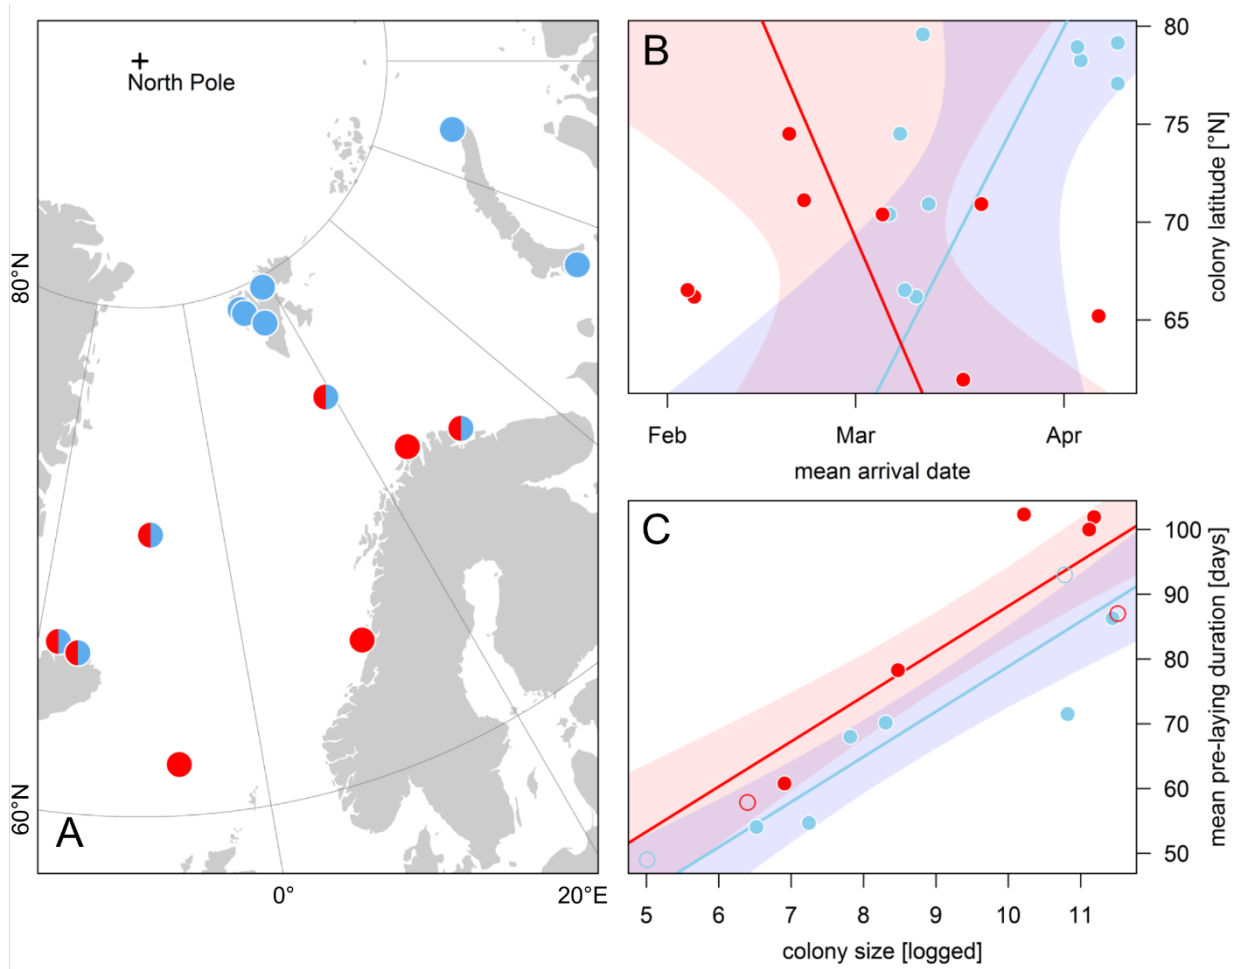 +
North Pole
80°N
60°N
A
0°
20°E
B
80
75
70
65
colony latitude [°N]
Feb
Mar
Apr
mean arrival date
C
100
90
80
70
60
50
mean pre-laying duration [days]
5
6
7
8
9
10
11
colony size [logged]